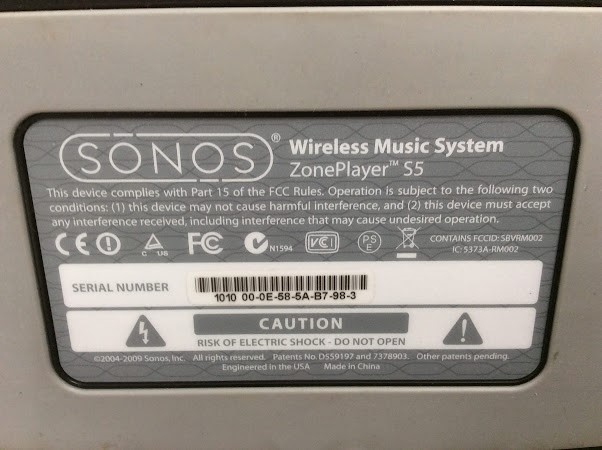 SONOS® Wireless Music System
ZonePlayer™ S5
This device complies with Part 15 of the FCC Rules. Operation is subject to the following two
conditions: (1) this device may not cause harmful interference, and (2) this device must accept
any interference received, including interference that may cause undesired operation.
CE C US FC N1594 VCI PSE CONTAINS FCCID: SBVRM002
IC: 5373A-RM002
SERIAL NUMBER
1010 00-0E-58-5A-B7-98-3
CAUTION
RISK OF ELECTRIC SHOCK - DO NOT OPEN
©2004-2009 Sonos, Inc. All rights reserved. Patents No. D559197 and 7378903. Other patents pending.
Engineered in the USA Made in China